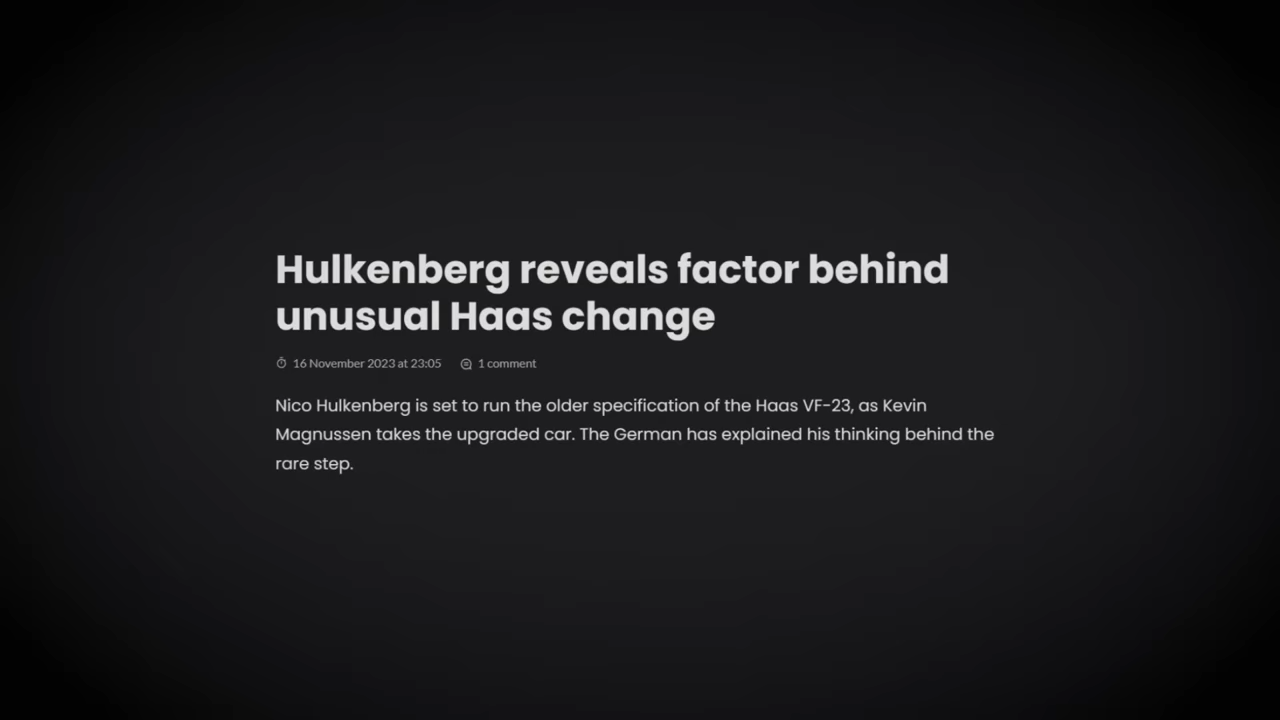 Hulkenberg reveals factor behind
unusual Haas change
16 November 2023 at 23:05 1 comment
Nico Hulkenberg is set to run the older specification of the Haas VF-23, as Kevin
Magnussen takes the upgraded car. The German has explained his thinking behind the
rare step.